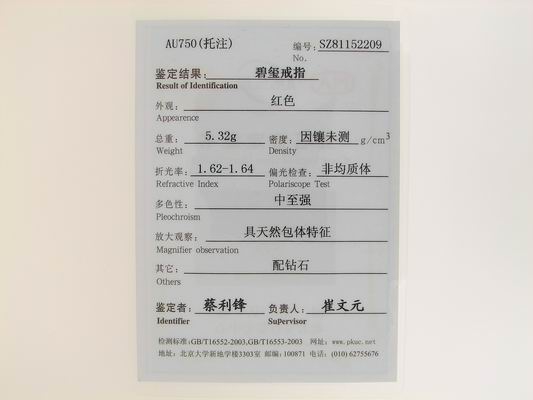 AU750(托注) 编号: SZ81152209
No.
鉴定结果: 碧玺戒指
Result of Identification
外观: 红色
Appearence
总重: 5.32g 密度: 因镶未测 g/cm³
Weight Density
折光率: 1.62-1.64 偏光检查: 非均质体
Refractive Index Polariscope Test
多色性: 中至强
Pleochroism
放大观察: 具天然包体特征
Magnifier observation
其它: 配钻石
Others
鉴定者: 蔡利锋 负责人: 崔文元
Identifier Supervisor
检测标准:GB/T16552-2003,GB/T16553-2003 网址: www.pkuc.net
地址: 北京大学新地学楼3303室 邮编:100871 电话: (010) 62755676